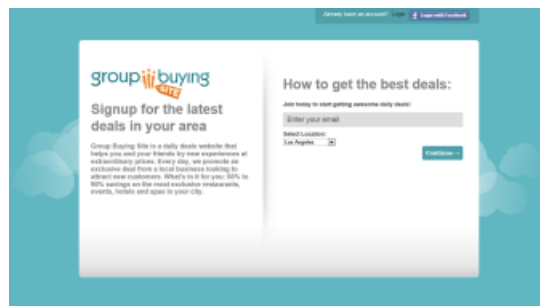 Already have an account? Login Login with Facebook
group buying
SITE
Signup for the latest
deals in your area
Group Buying Site is a daily deals website that
helps you and your friends try new experiences at
extraordinary prices. Every day, we promote an
exclusive deal from a local business looking to
attract new customers. What's in it for you: 50% to
90% savings on the most exclusive restaurants,
events, hotels and spas in your city.
How to get the best deals:
Join today to start getting awesome daily deals!
Enter your email
Select Location:
Los Angeles
Continue →